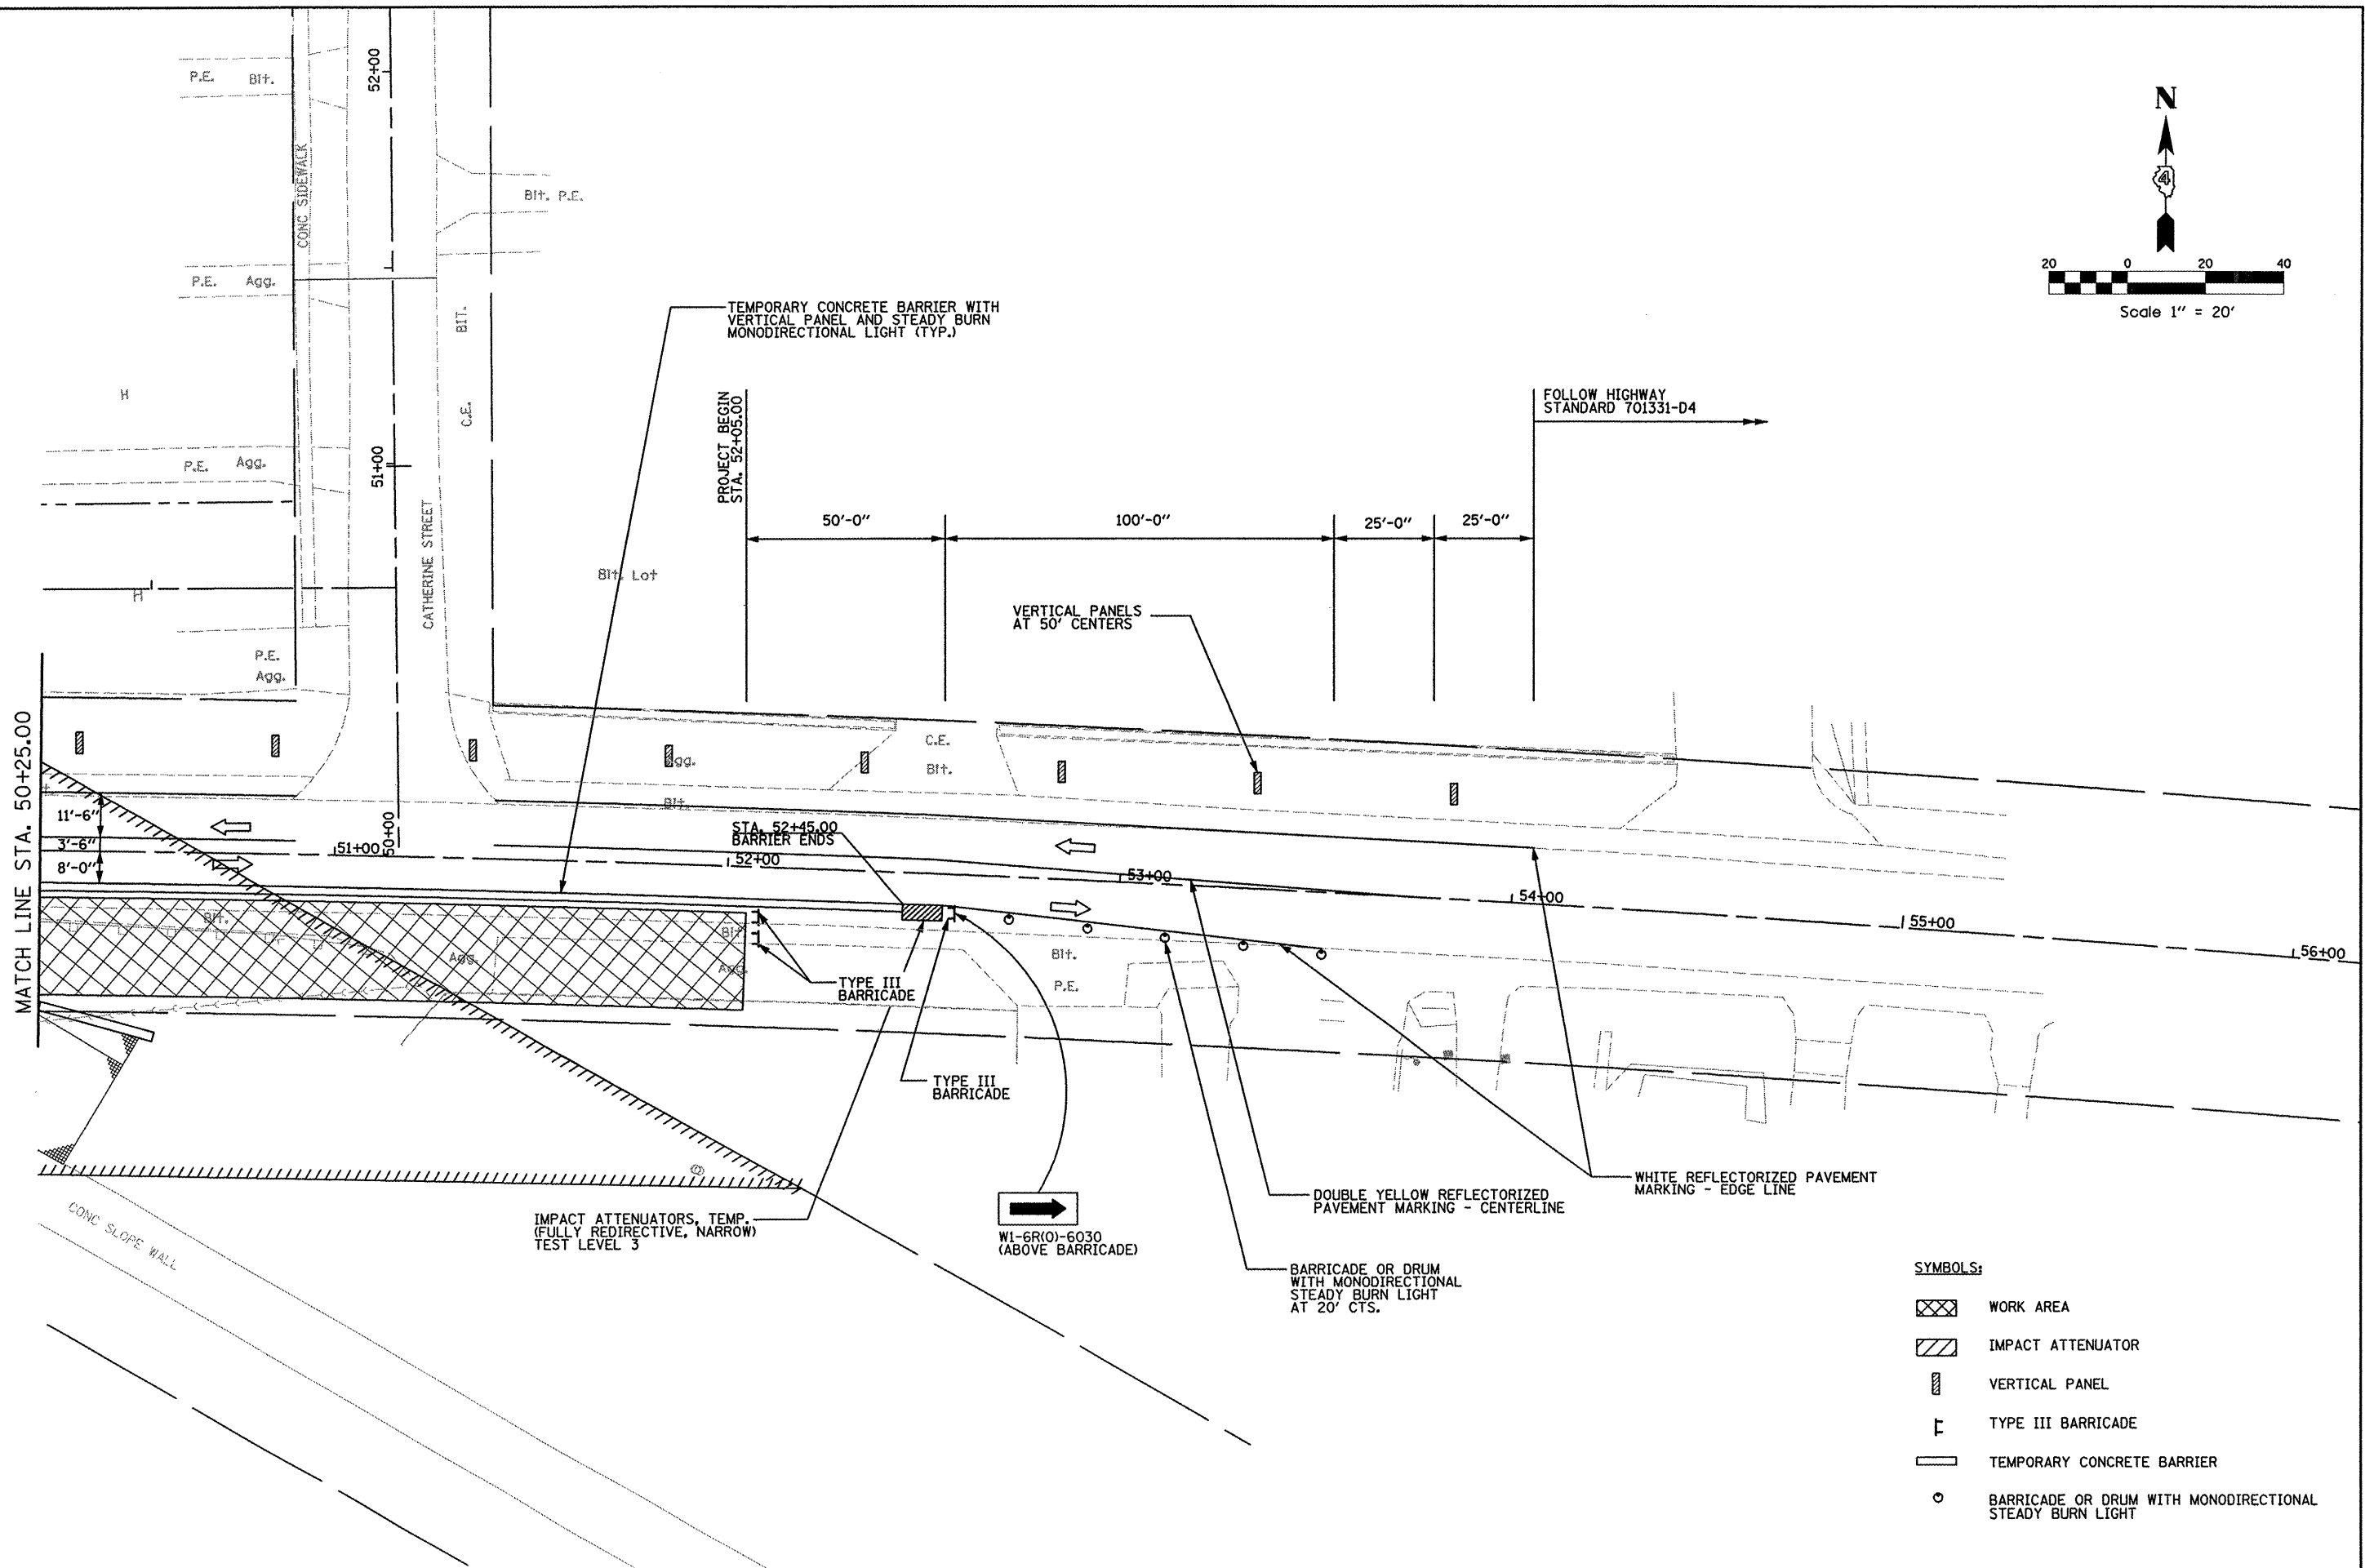 52+00
P.E. Bit.
CONC SIDEWALK
Bit. P.E.
P.E. Agg.
N
4
20 0 20 40
Scale 1" = 20'
TEMPORARY CONCRETE BARRIER WITH
VERTICAL PANEL AND STEADY BURN
MONODIRECTIONAL LIGHT (TYP.)
BIT.
C.E.
H
PROJECT BEGIN
STA. 52+05.00
FOLLOW HIGHWAY
STANDARD 701331-D4
P.E. Agg.
51+00
50'-0"
100'-0"
25'-0"
25'-0"
CATHERINE STREET
Bit. Lot
H
VERTICAL PANELS
AT 50' CENTERS
P.E.
Agg.
MATCH LINE STA. 50+25.00
Agg.
C.E.
Bit.
Bit.
11'-6"
3'-6"
8'-0"
50+00
STA. 52+45.00
BARRIER ENDS
51+00
52+00
53+00
54+00
55+00
56+00
Bit.
Bit.
Agg.
Agg.
Bit.
P.E.
TYPE III
BARRICADE
TYPE III
BARRICADE
WHITE REFLECTORIZED PAVEMENT
MARKING - EDGE LINE
DOUBLE YELLOW REFLECTORIZED
PAVEMENT MARKING - CENTERLINE
IMPACT ATTENUATORS, TEMP.
(FULLY REDIRECTIVE, NARROW)
TEST LEVEL 3
W1-6R(O)-6030
(ABOVE BARRICADE)
CONC SLOPE WALL
BARRICADE OR DRUM
WITH MONODIRECTIONAL
STEADY BURN LIGHT
AT 20' CTS.
SYMBOLS:
WORK AREA
IMPACT ATTENUATOR
VERTICAL PANEL
TYPE III BARRICADE
TEMPORARY CONCRETE BARRIER
BARRICADE OR DRUM WITH MONODIRECTIONAL
STEADY BURN LIGHT